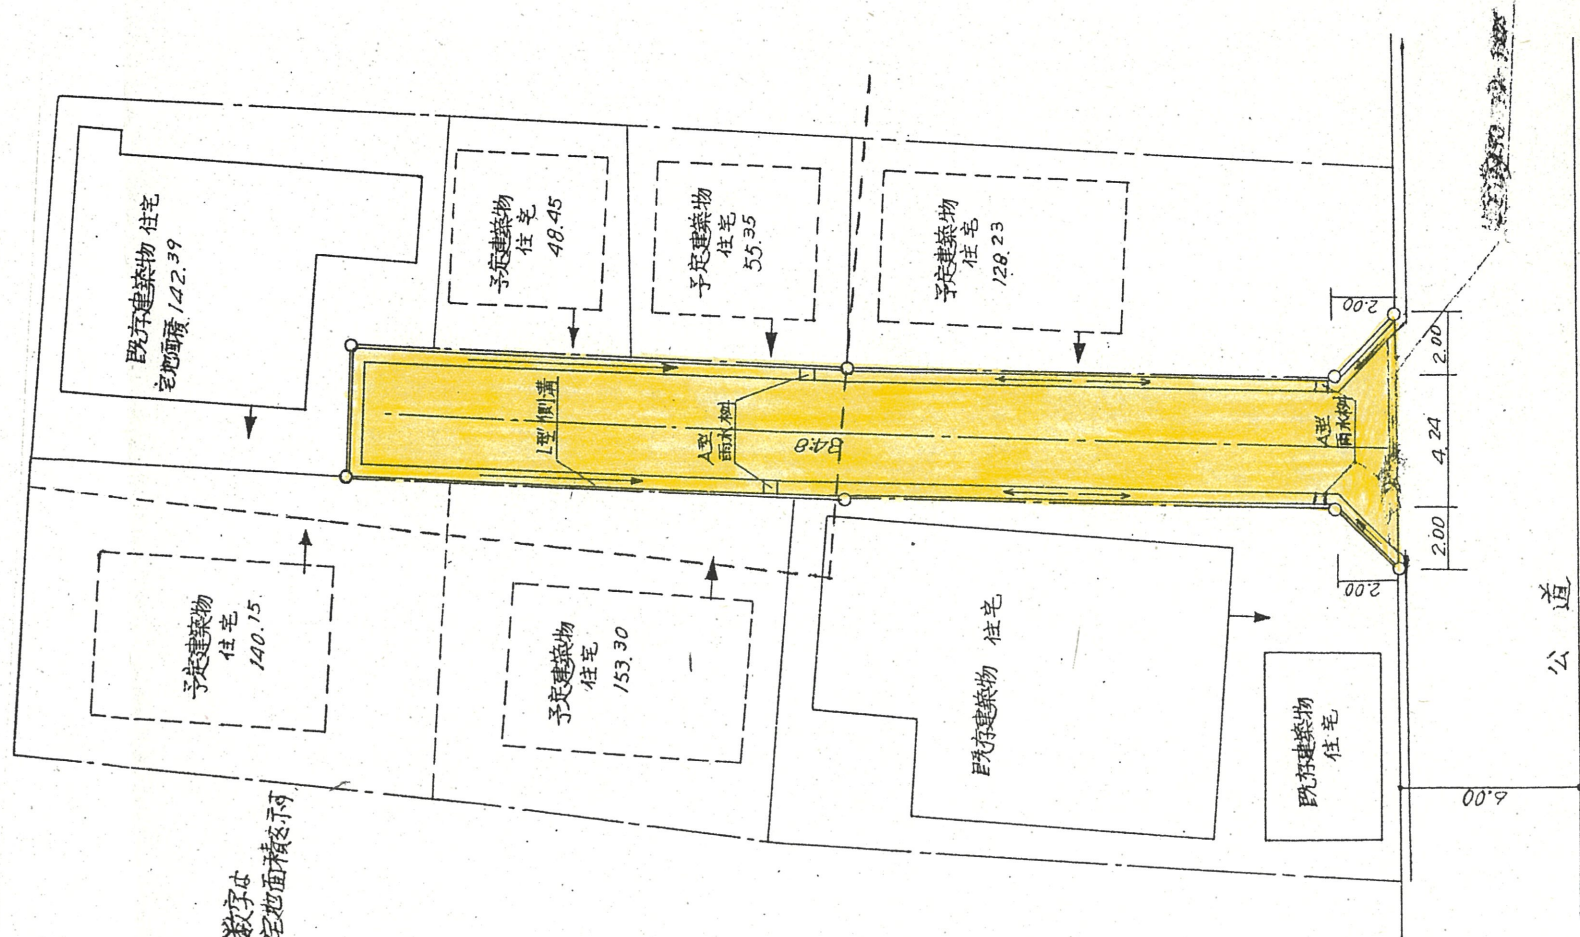 既存建築物 住宅
宅地面積 142.39
予定建築物
住宅
48.45
予定建築物
住宅
55.35
予定建築物
住宅
128.23
2.00
2.00
4.24
2.00
2.00
L型側溝
A型
雨水桝
A型
雨水桝
予定建築物
住宅
140.15
予定建築物
住宅
153.30
既存建築物 住宅
既存建築物
住宅
公道
6.00
数字は
宅地面積を示す